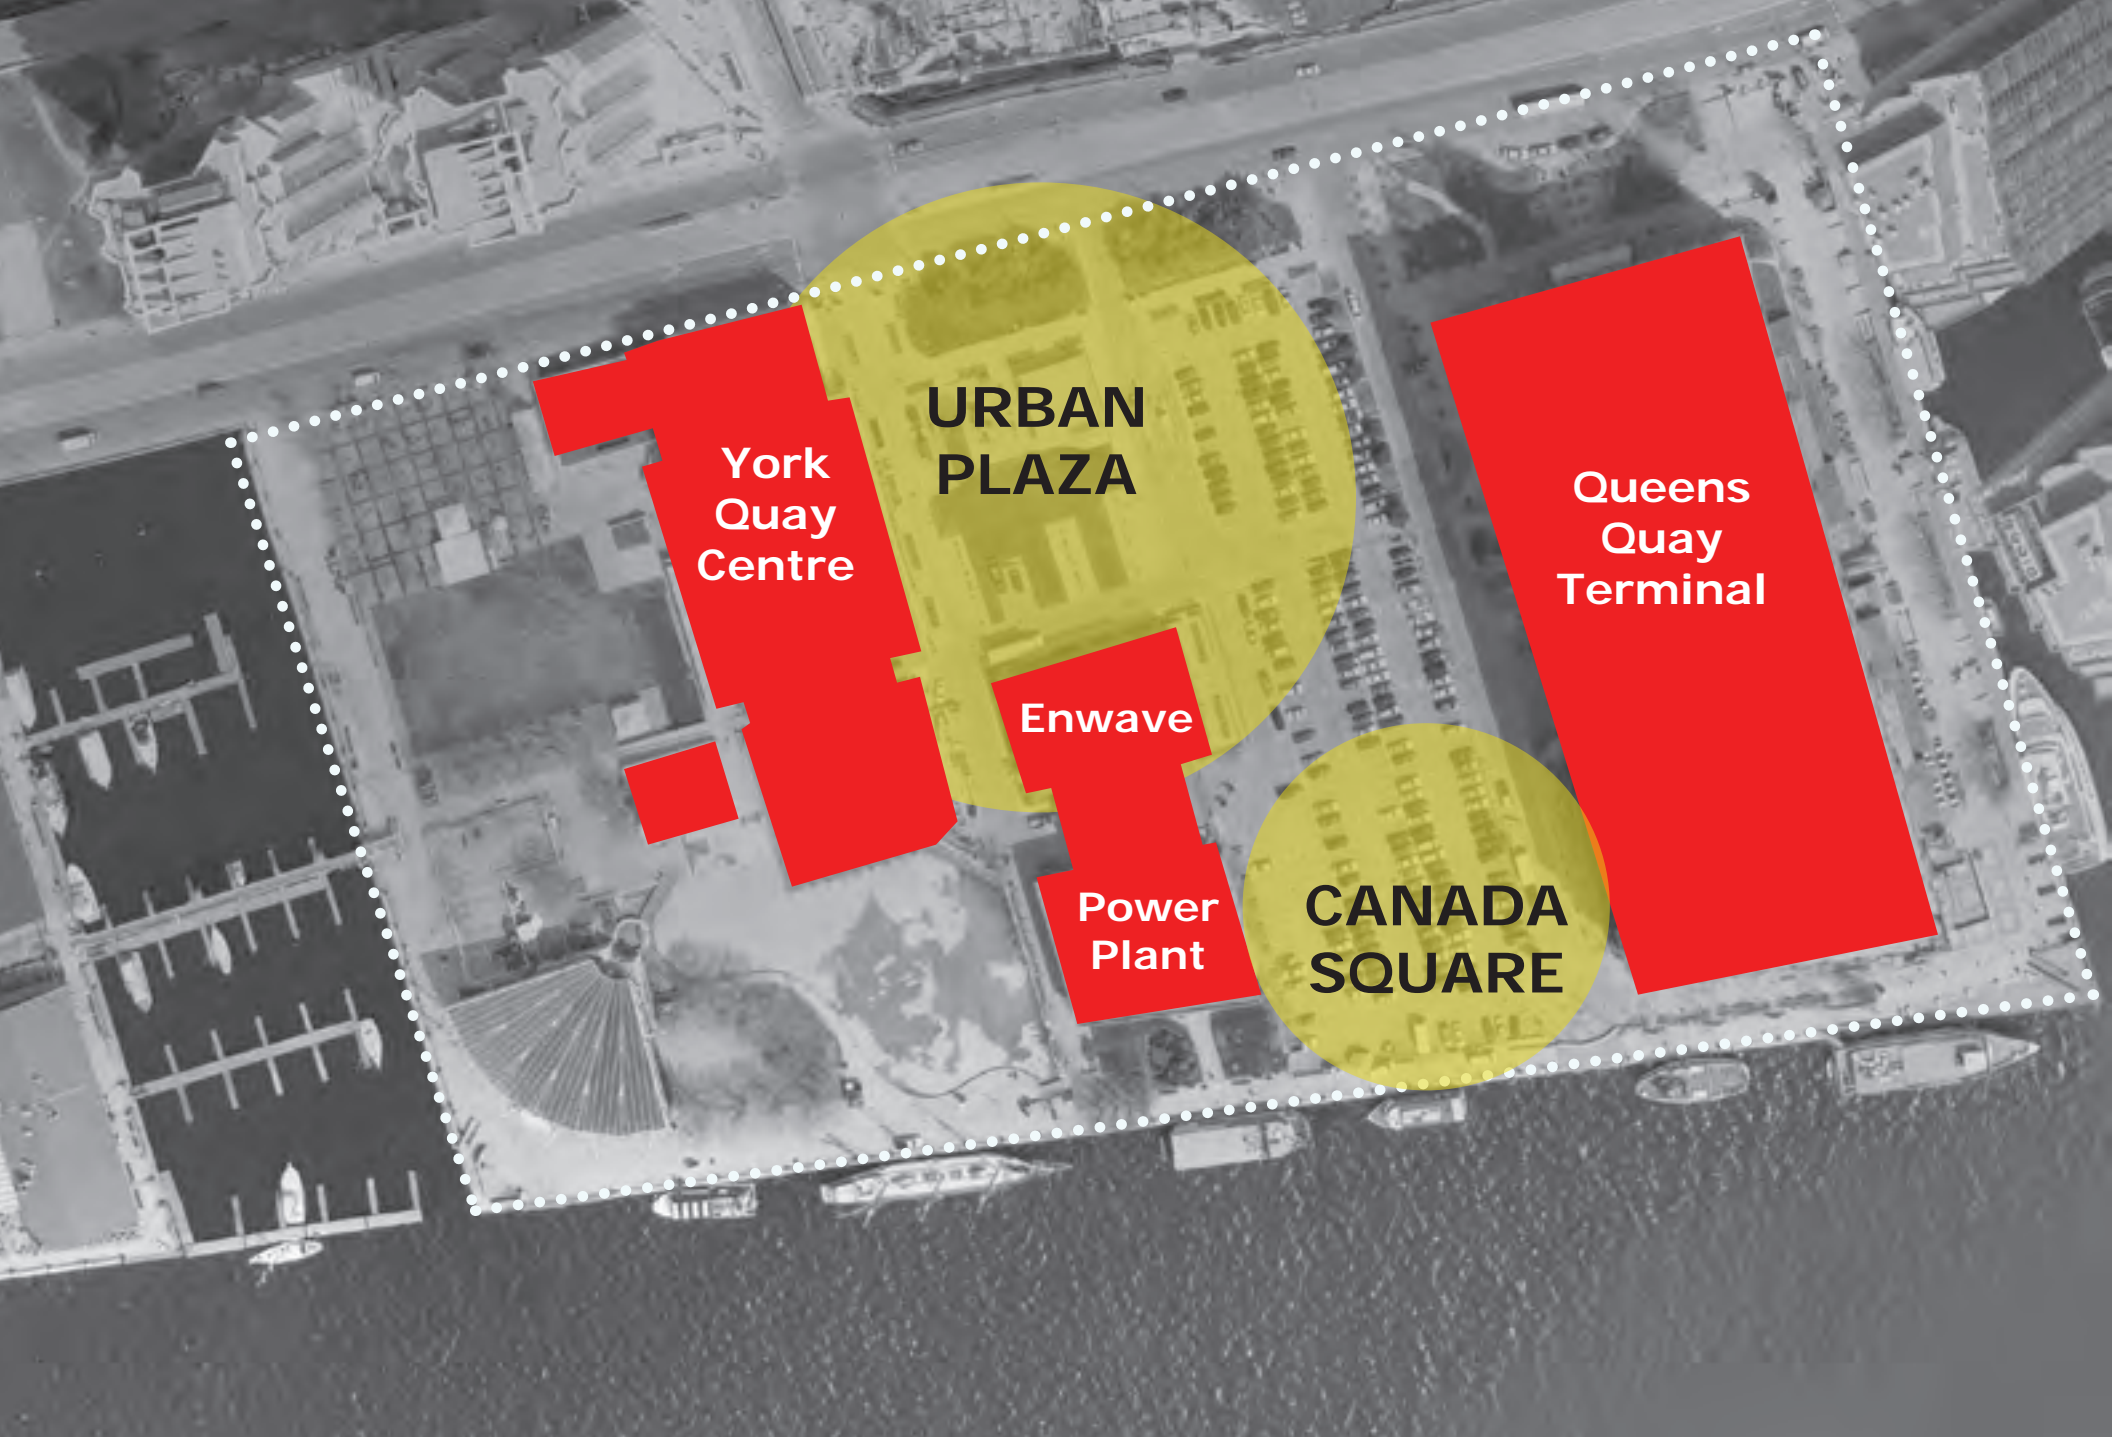 URBAN
PLAZA
York
Quay
Centre
Queens
Quay
Terminal
Enwave
Power
Plant
CANADA
SQUARE